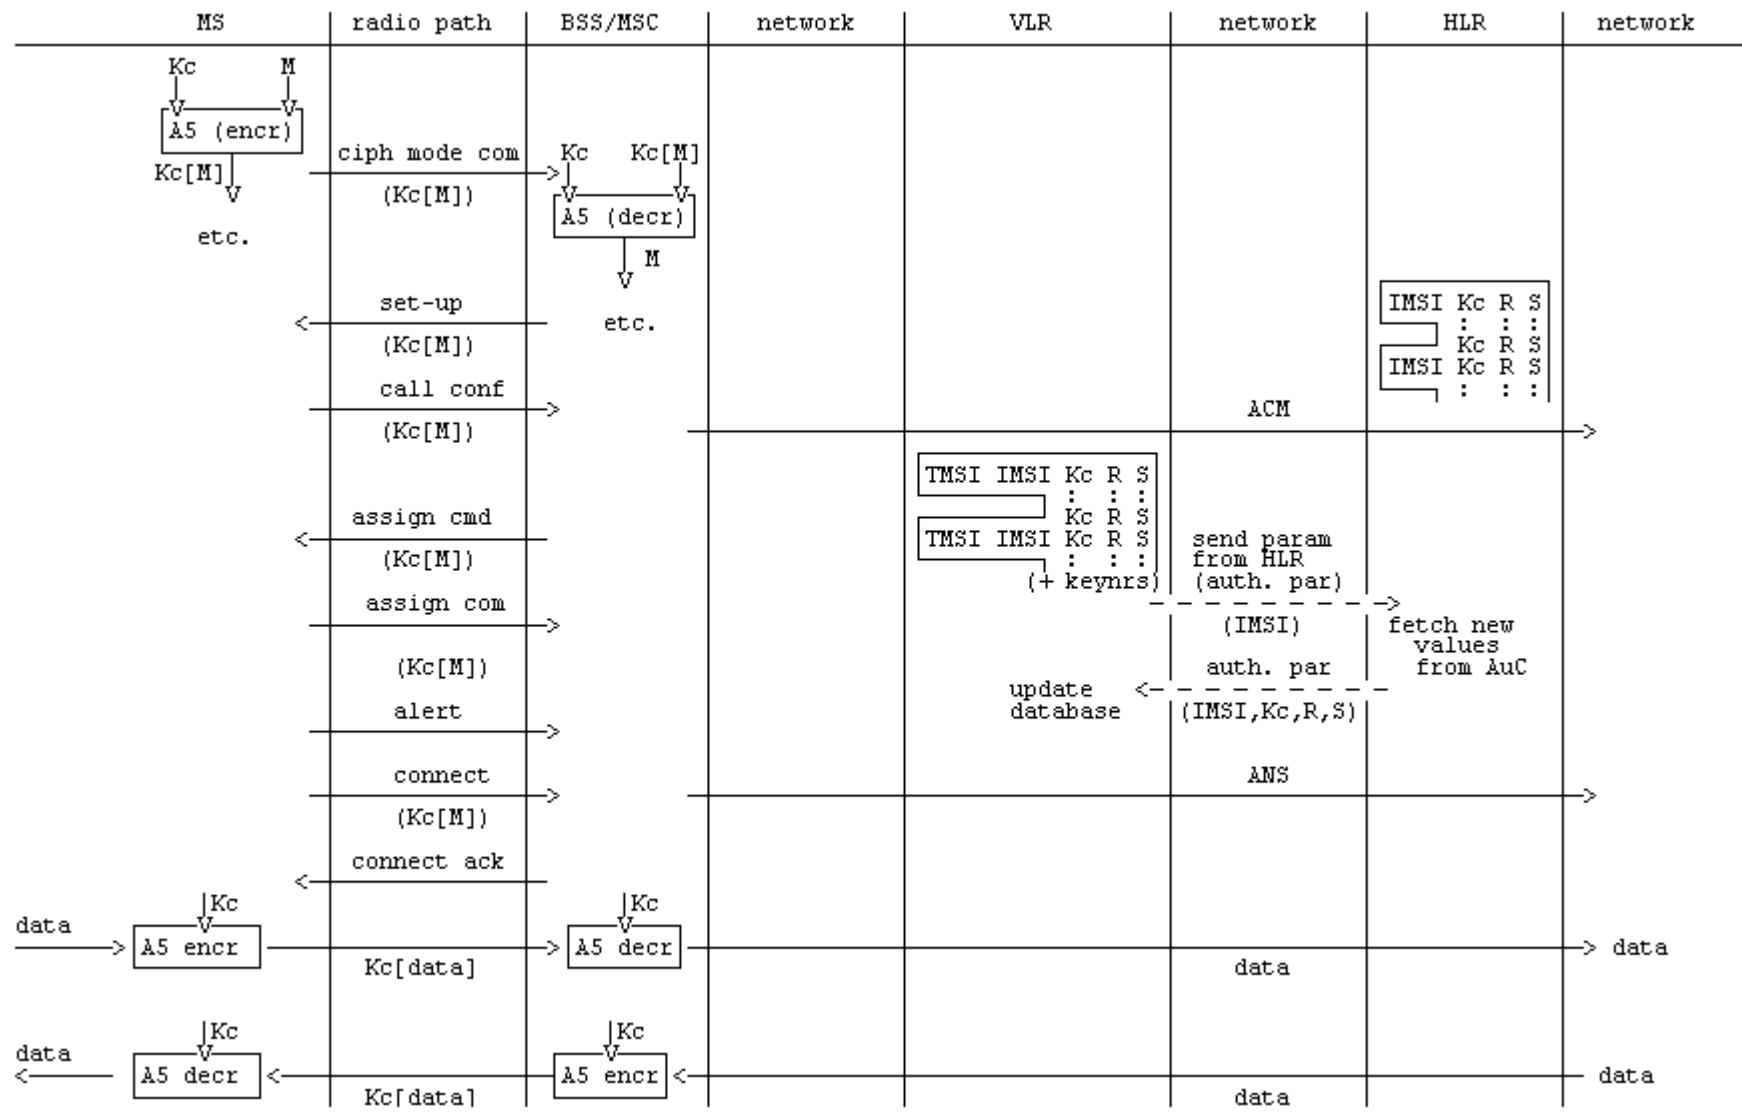 MS radio path BSS/MSC network VLR network HLR network
Kc M
A5 (encr)
ciph mode com Kc Kc[M]
Kc[M]
(Kc[M])
A5 (decr)
etc.
M
V
set-up IMSI Kc R S
etc. : : :
(Kc[M]) Kc R S
IMSI Kc R S
call conf : : :
ACM
(Kc[M])
TMSI IMSI Kc R S
: : :
assign cmd Kc R S
TMSI IMSI Kc R S send param
(Kc[M]) : : : from HLR
(+ keynrs) (auth. par)
assign com
(IMSI) fetch new
values
(Kc[M]) auth. par from AuC
update
alert database (IMSI,Kc,R,S)
connect ANS
(Kc[M])
connect ack
Kc Kc
data
A5 encr A5 decr data
Kc[data] data
Kc Kc
data
A5 decr A5 encr data
Kc[data] data